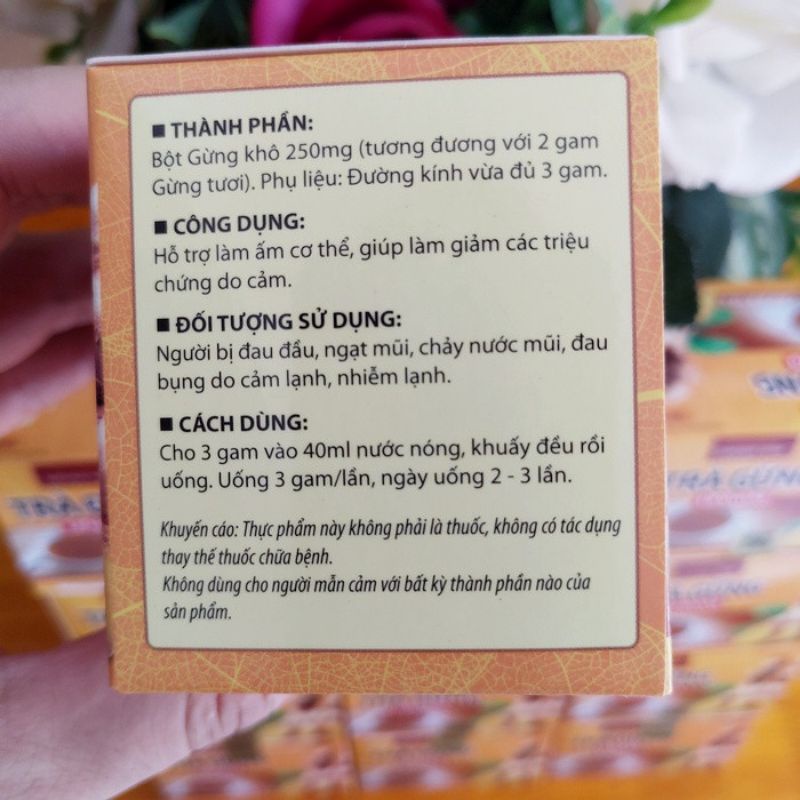 ■ THÀNH PHẦN:
Bột Gừng khô 250mg (tương đương với 2 gam
Gừng tươi). Phụ liệu: Đường kính vừa đủ 3 gam.
■ CÔNG DỤNG:
Hỗ trợ làm ấm cơ thể, giúp làm giảm các triệu
chứng do cảm.
■ ĐỐI TƯỢNG SỬ DỤNG:
Người bị đau đầu, ngạt mũi, chảy nước mũi, đau
bụng do cảm lạnh, nhiễm lạnh.
■ CÁCH DÙNG:
Cho 3 gam vào 40ml nước nóng, khuấy đều rồi
uống. Uống 3 gam/lần, ngày uống 2 - 3 lần.
Khuyến cáo: Thực phẩm này không phải là thuốc, không có tác dụng
thay thế thuốc chữa bệnh.
Không dùng cho người mẫn cảm với bất kỳ thành phần nào của
sản phẩm.
TRÀ GỪNG